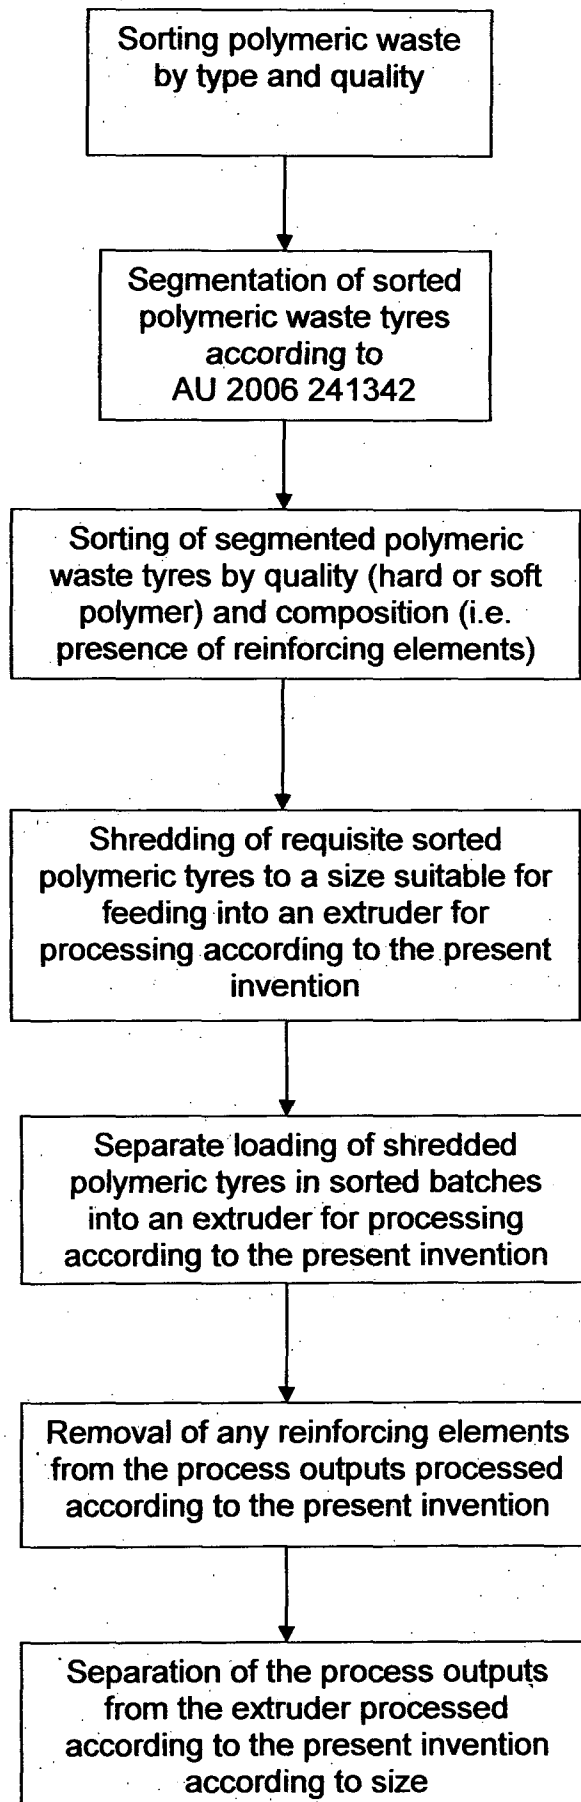 Sorting polymeric waste
by type and quality
Segmentation of sorted
polymeric waste tyres
according to
AU 2006 241342
Sorting of segmented polymeric
waste tyres by quality (hard or soft
polymer) and composition (i.e.
presence of reinforcing elements)
Shredding of requisite sorted
polymeric tyres to a size suitable for
feeding into an extruder for
processing according to the present
invention
Separate loading of shredded
polymeric tyres in sorted batches
into an extruder for processing
according to the present invention
Removal of any reinforcing elements
from the process outputs processed
according to the present invention
Separation of the process outputs
from the extruder processed
according to the present invention
according to size